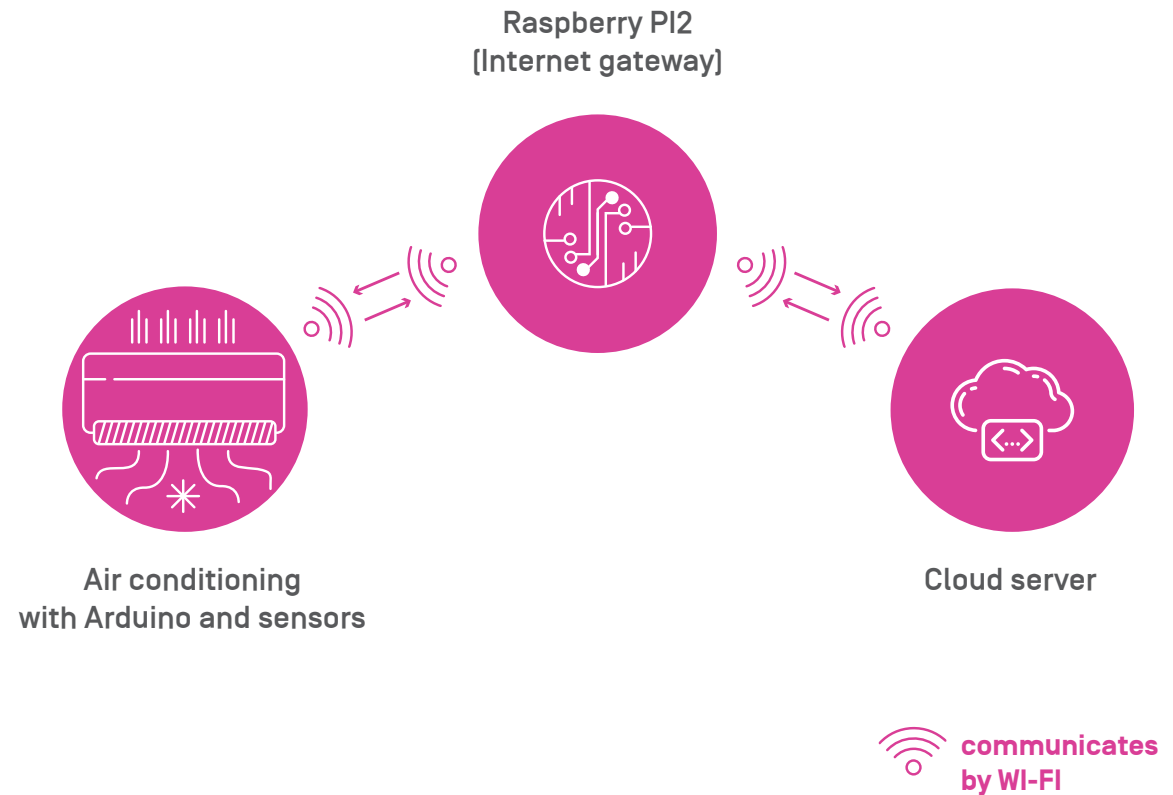 Raspberry PI2
(Internet gateway)
Air conditioning
with Arduino and sensors
Cloud server
communicates
by WI-FI